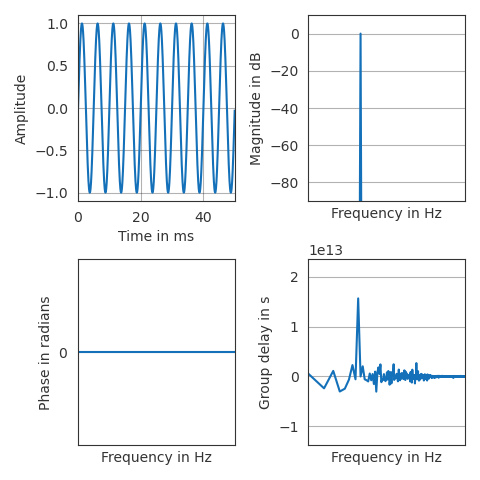 1.0
0.5
0.0
−0.5
−1.0
Amplitude
0
20
40
Time in ms
0
−20
−40
−60
−80
Magnitude in dB
Frequency in Hz
0
Phase in radians
Frequency in Hz
1e13
2
1
0
−1
Group delay in s
Frequency in Hz